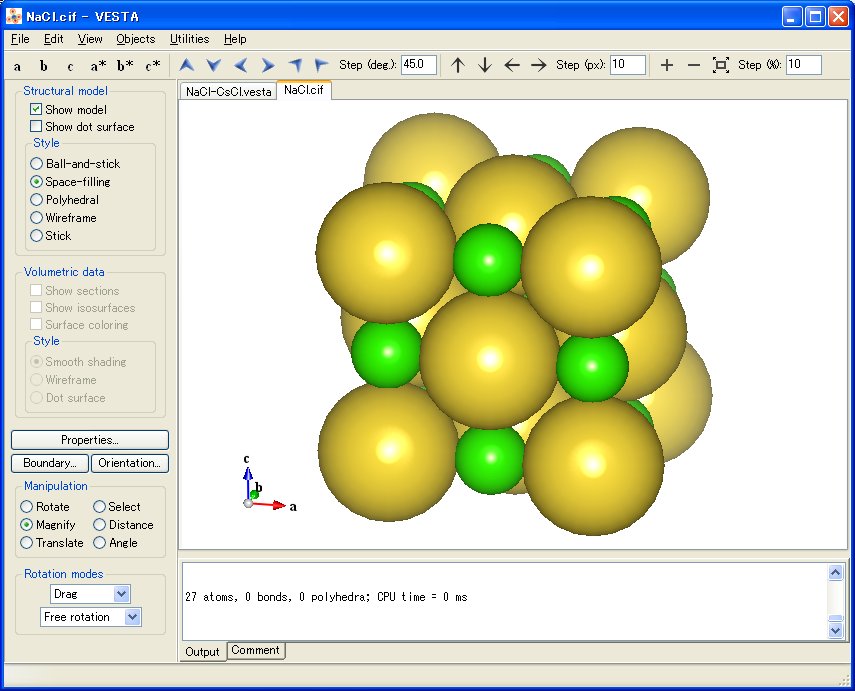 NaCl.cif - VESTA
File Edit View Objects Utilities Help
a b c a* b* c* Step (deg.): 45.0 Step (px): 10 Step (%): 10
NaCl-CsCl.vesta NaCl.cif
Structural model
Show model
Show dot surface
Style
Ball-and-stick
Space-filling
Polyhedral
Wireframe
Stick
Volumetric data
Show sections
Show isosurfaces
Surface coloring
Style
Smooth shading
Wireframe
Dot surface
Properties...
Boundary... Orientation...
Manipulation
Rotate Select
Magnify Distance
Translate Angle
Rotation modes
Drag
Free rotation
c
b
a
27 atoms, 0 bonds, 0 polyhedra; CPU time = 0 ms
Output Comment